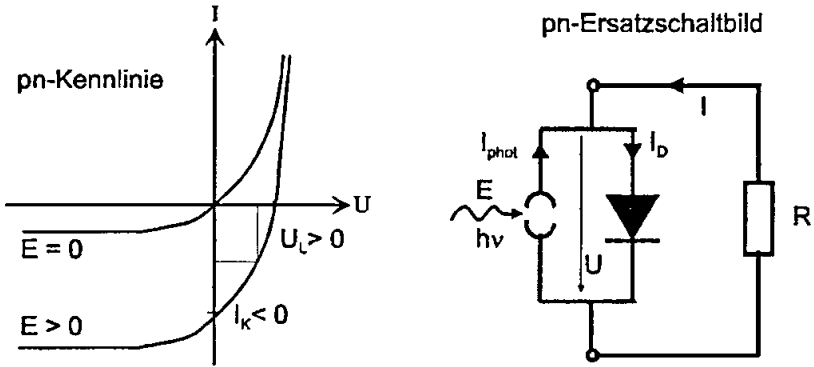 pn-Kennlinie
I
U
E = 0
E > 0
U_L > 0
I_K < 0
pn-Ersatzschaltbild
I
I_phot
I_D
E
hν
U
R